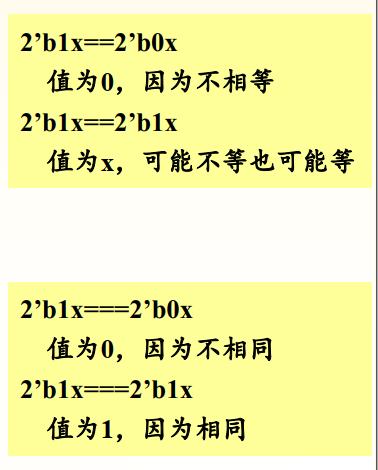 2’b1x==2’b0x
值为0，因为不相等
2’b1x==2’b1x
值为x，可能不等也可能等
2’b1x===2’b0x
值为0，因为不相同
2’b1x===2’b1x
值为1，因为相同